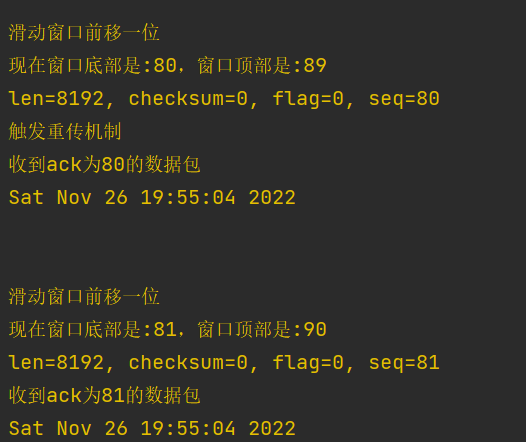 滑动窗口前移一位
现在窗口底部是:80，窗口顶部是:89
len=8192, checksum=0, flag=0, seq=80
触发重传机制
收到ack为80的数据包
Sat Nov 26 19:55:04 2022
滑动窗口前移一位
现在窗口底部是:81，窗口顶部是:90
len=8192, checksum=0, flag=0, seq=81
收到ack为81的数据包
Sat Nov 26 19:55:04 2022